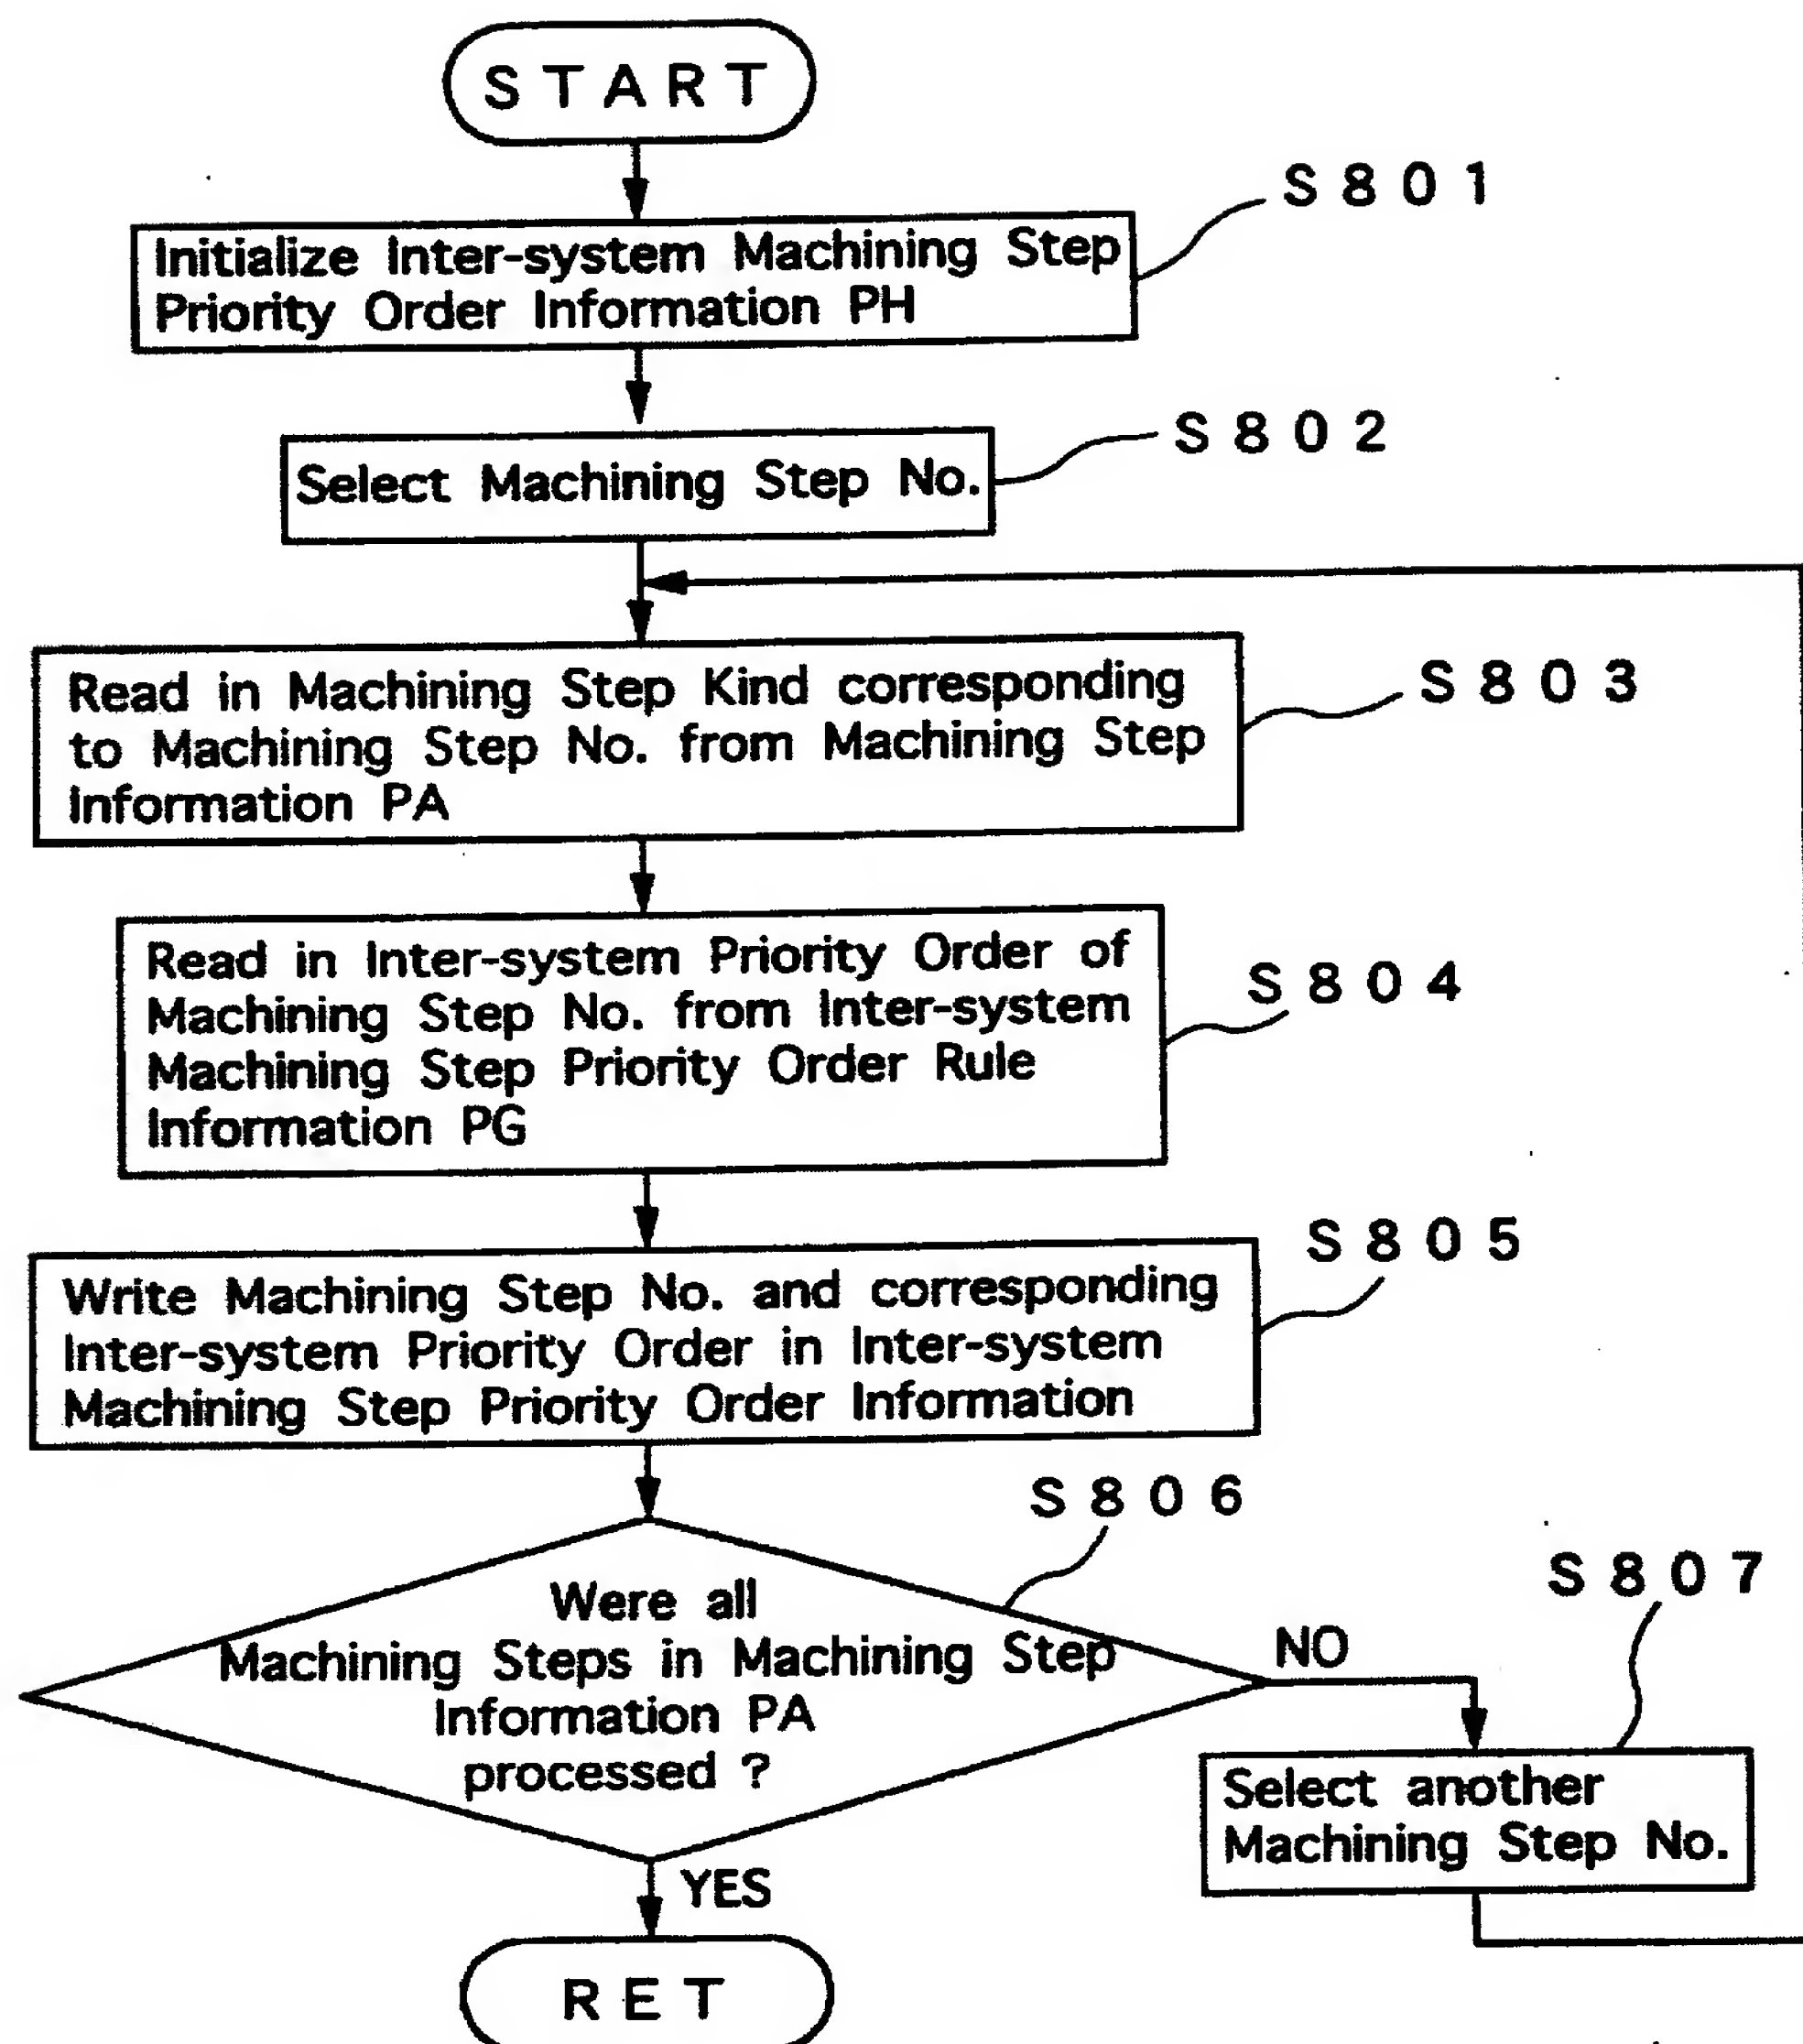 START
S801
Initialize Inter-system Machining Step
Priority Order Information PH
S802
Select Machining Step No.
S803
Read in Machining Step Kind corresponding
to Machining Step No. from Machining Step
Information PA
S804
Read in Inter-system Priority Order of
Machining Step No. from Inter-system
Machining Step Priority Order Rule
Information PG
S805
Write Machining Step No. and corresponding
Inter-system Priority Order in Inter-system
Machining Step Priority Order Information
S806
Were all
Machining Steps in Machining Step
Information PA
processed ?
NO
S807
Select another
Machining Step No.
YES
RET